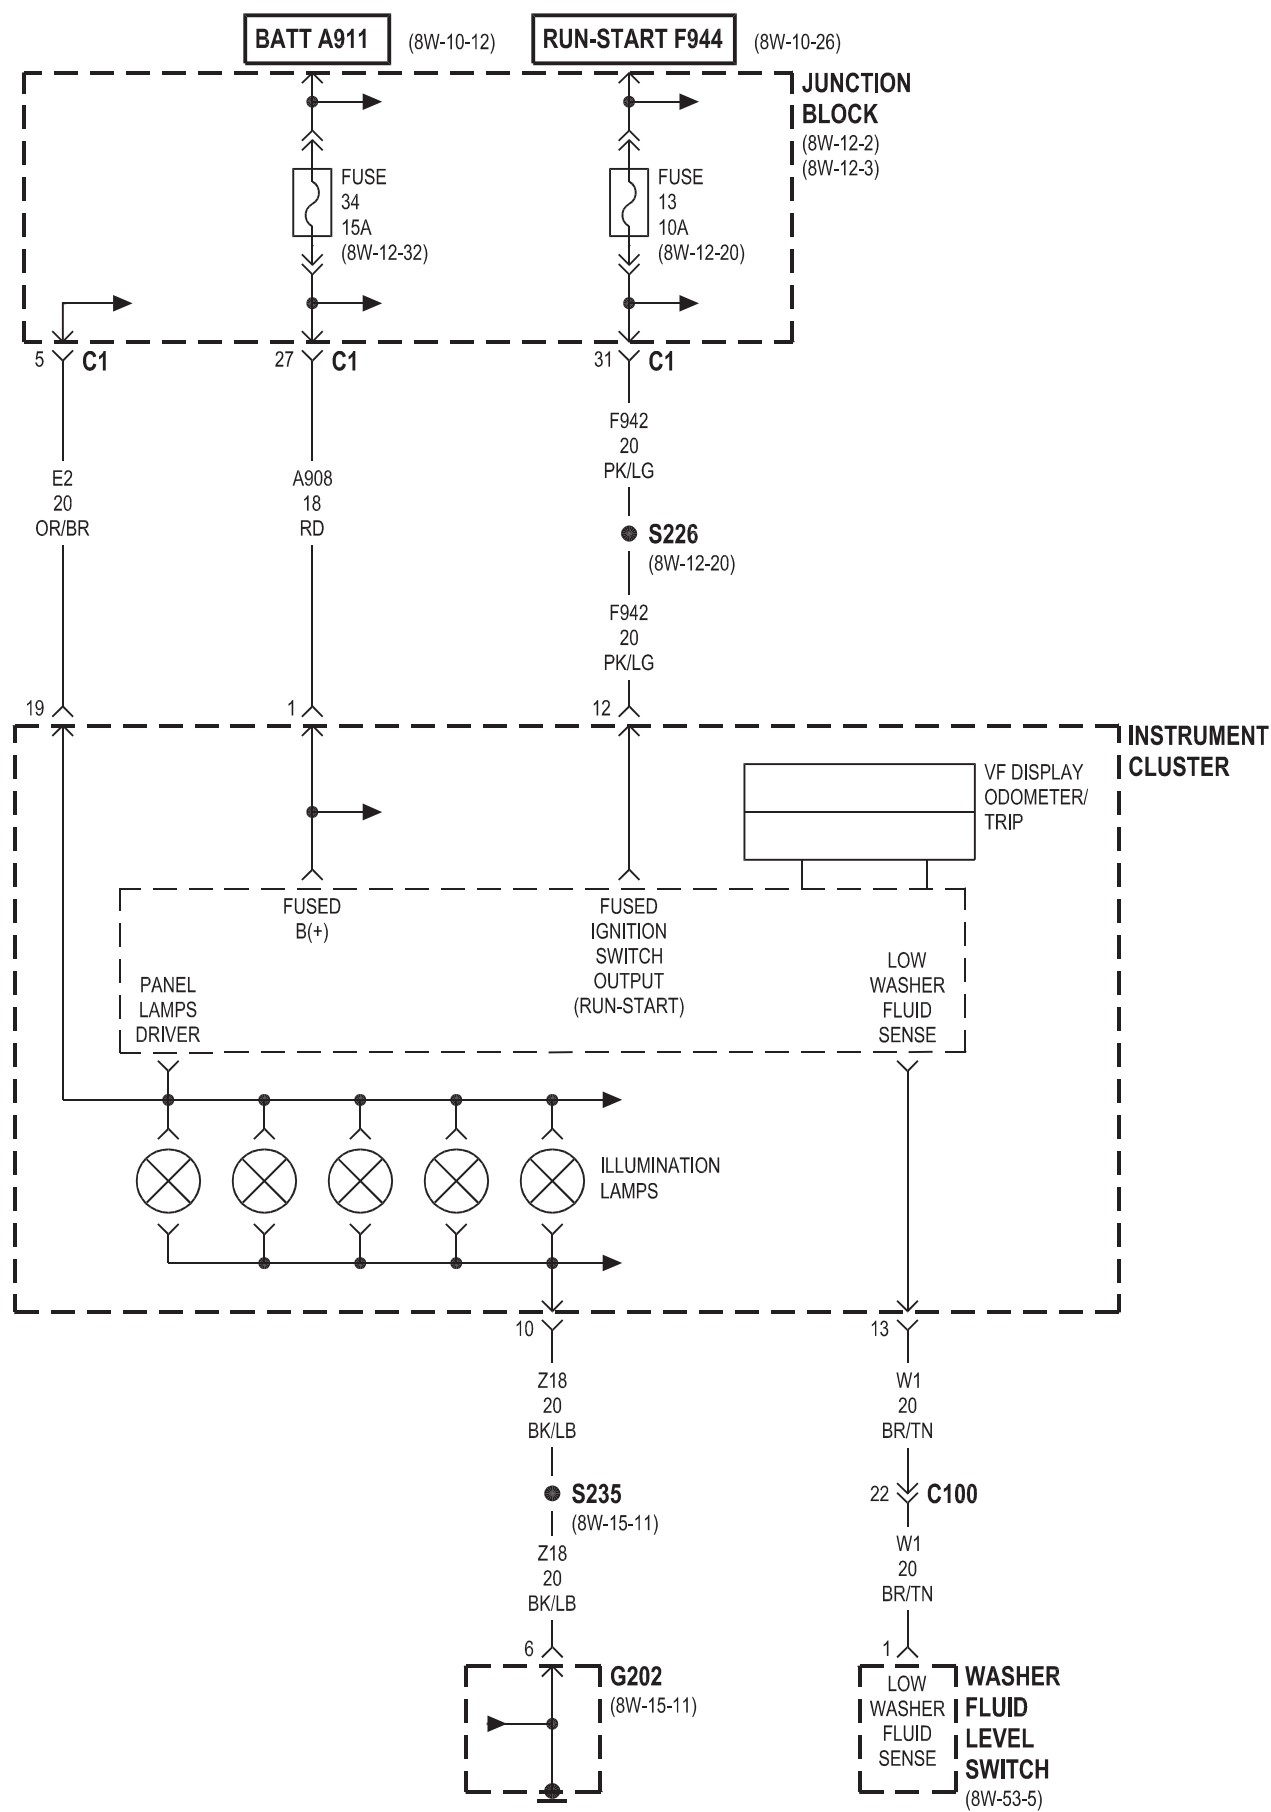 BATT A911
(8W-10-12)
RUN-START F944
(8W-10-26)
JUNCTION
BLOCK
(8W-12-2)
(8W-12-3)
FUSE
34
15A
(8W-12-32)
FUSE
13
10A
(8W-12-20)
5
C1
27
C1
31
C1
E2
20
OR/BR
A908
18
RD
F942
20
PK/LG
S226
(8W-12-20)
F942
20
PK/LG
19
1
12
INSTRUMENT
CLUSTER
VF DISPLAY
ODOMETER/
TRIP
FUSED
B(+)
FUSED
IGNITION
SWITCH
OUTPUT
(RUN-START)
PANEL
LAMPS
DRIVER
LOW
WASHER
FLUID
SENSE
ILLUMINATION
LAMPS
10
13
Z18
20
BK/LB
W1
20
BR/TN
S235
(8W-15-11)
22
C100
Z18
20
BK/LB
W1
20
BR/TN
6
1
G202
(8W-15-11)
LOW
WASHER
FLUID
SENSE
WASHER
FLUID
LEVEL
SWITCH
(8W-53-5)